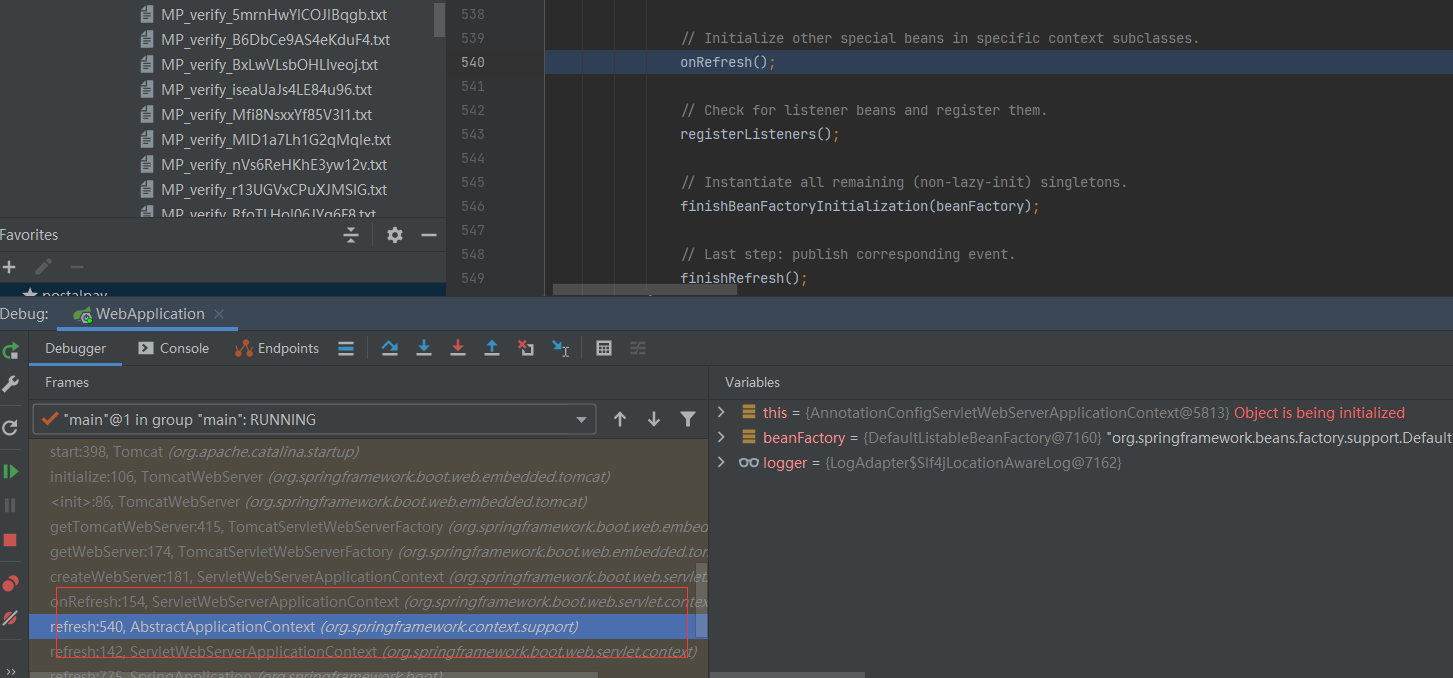 MP_verify_5mrnHwYlCOJIBqgb.txt
MP_verify_B6DbCe9AS4eKduF4.txt
MP_verify_BxLwVLsbOHLIveoj.txt
MP_verify_iseaUaJs4LE84u96.txt
MP_verify_Mfi8NsxxYf85V3I1.txt
MP_verify_MID1a7Lh1G2qMqle.txt
MP_verify_nVs6ReHKhE3yw12v.txt
MP_verify_r13UGVxCPuXJMSlG.txt
MP_verify_RfoTLHol06JYq6F8.txt
Favorites
postalpay
538
539 // Initialize other special beans in specific context subclasses.
540 onRefresh();
541
542 // Check for listener beans and register them.
543 registerListeners();
544
545 // Instantiate all remaining (non-lazy-init) singletons.
546 finishBeanFactoryInitialization(beanFactory);
547
548 // Last step: publish corresponding event.
549 finishRefresh();
Debug: WebApplication
Debugger Console Endpoints
Frames
"main"@1 in group "main": RUNNING
start:398, Tomcat (org.apache.catalina.startup)
initialize:106, TomcatWebServer (org.springframework.boot.web.embedded.tomcat)
<init>:86, TomcatWebServer (org.springframework.boot.web.embedded.tomcat)
getTomcatWebServer:415, TomcatServletWebServerFactory (org.springframework.boot.web.embed
getWebServer:174, TomcatServletWebServerFactory (org.springframework.boot.web.embedded.tor
createWebServer:181, ServletWebServerApplicationContext (org.springframework.boot.web.servlet.
onRefresh:154, ServletWebServerApplicationContext (org.springframework.boot.web.servlet.contex
refresh:540, AbstractApplicationContext (org.springframework.context.support)
refresh:142, ServletWebServerApplicationContext (org.springframework.boot.web.servlet.context)
refresh:775, SpringApplication (org.springframework.boot)
Variables
this = {AnnotationConfigServletWebServerApplicationContext@5813} Object is being initialized
beanFactory = {DefaultListableBeanFactory@7160} "org.springframework.beans.factory.support.Default
logger = {LogAdapter$Slf4jLocationAwareLog@7162}